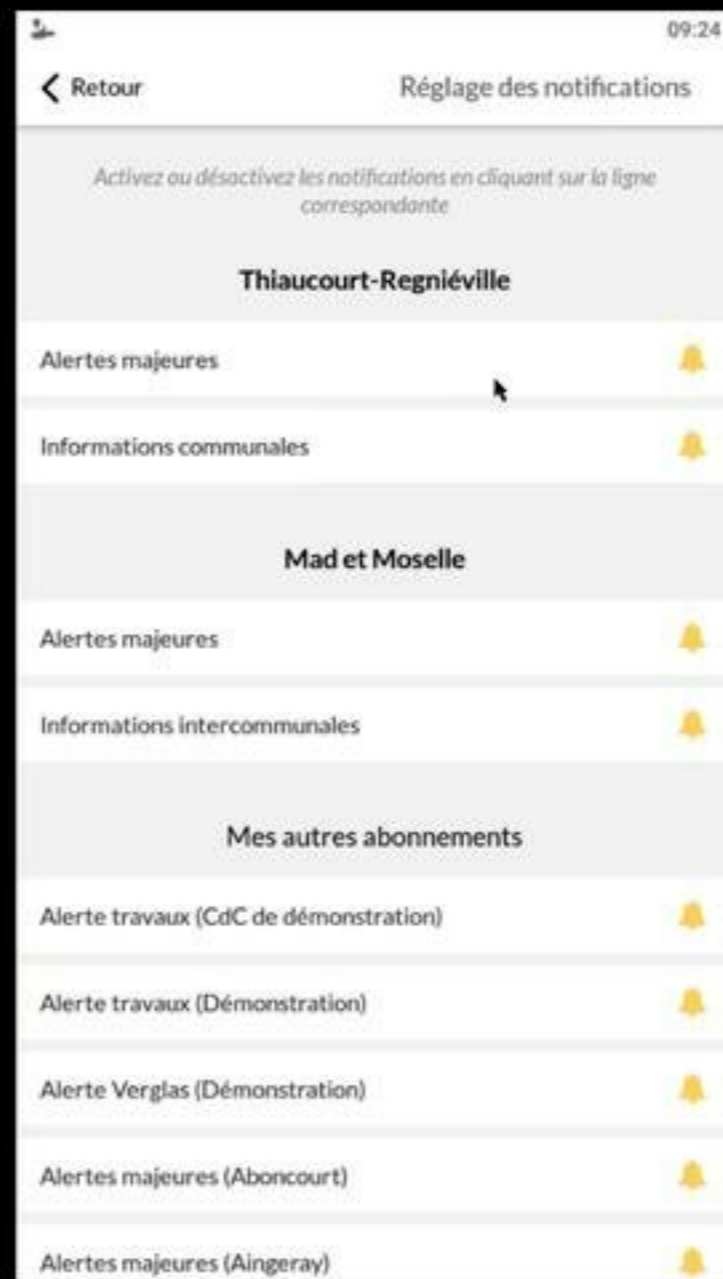 09:24
Retour
Réglage des notifications
Activez ou désactivez les notifications en cliquant sur la ligne
correspondante
Thiaucourt-Regniéville
Alertes majeures
Informations communales
Mad et Moselle
Alertes majeures
Informations intercommunales
Mes autres abonnements
Alerte travaux (CdC de démonstration)
Alerte travaux (Démonstration)
Alerte Verglas (Démonstration)
Alertes majeures (Aboncourt)
Alertes majeures (Aingeray)